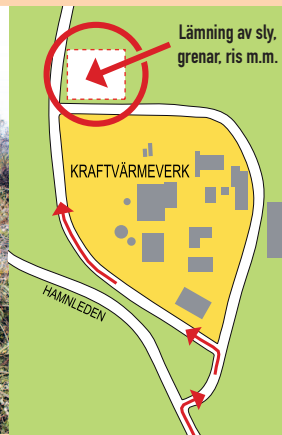 Lämning av sly.
grenar, ris m.m.
KRAFTVÄRMEVERK
HAMNLEDEN